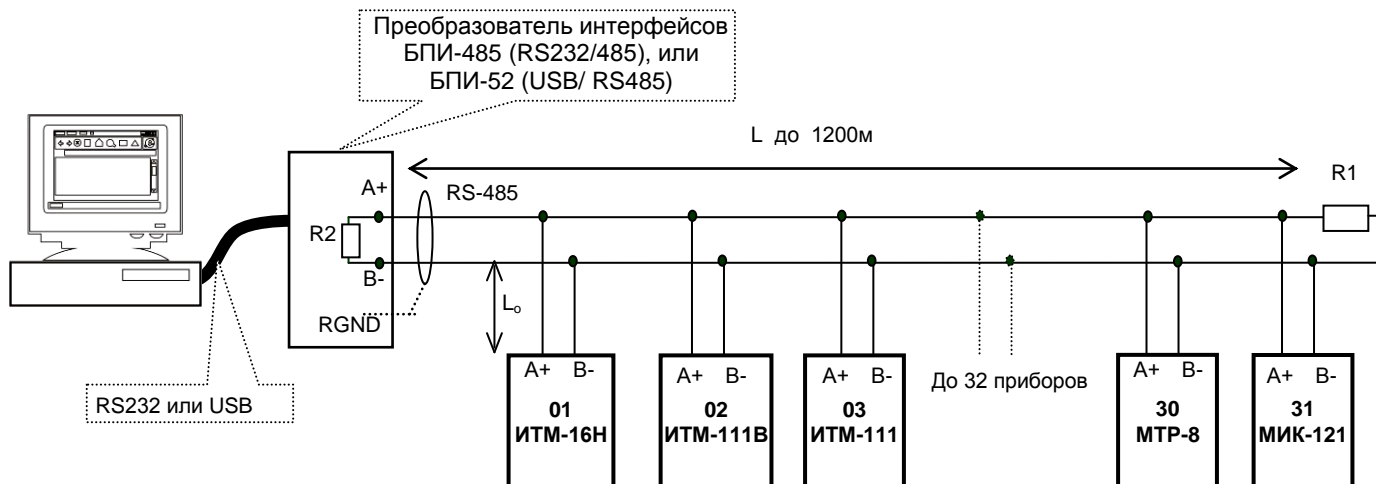 Преобразователь интерфейсов
БПИ-485 (RS232/485), или
БПИ-52 (USB/ RS485)
L до 1200м
R1
A+
RS-485
R2
B-
RGND
Lo
RS232 или USB
A+ B-
01
ИТМ-16Н
A+ B-
02
ИТМ-111В
A+ B-
03
ИТМ-111
До 32 приборов
A+ B-
30
МТР-8
A+ B-
31
МИК-121